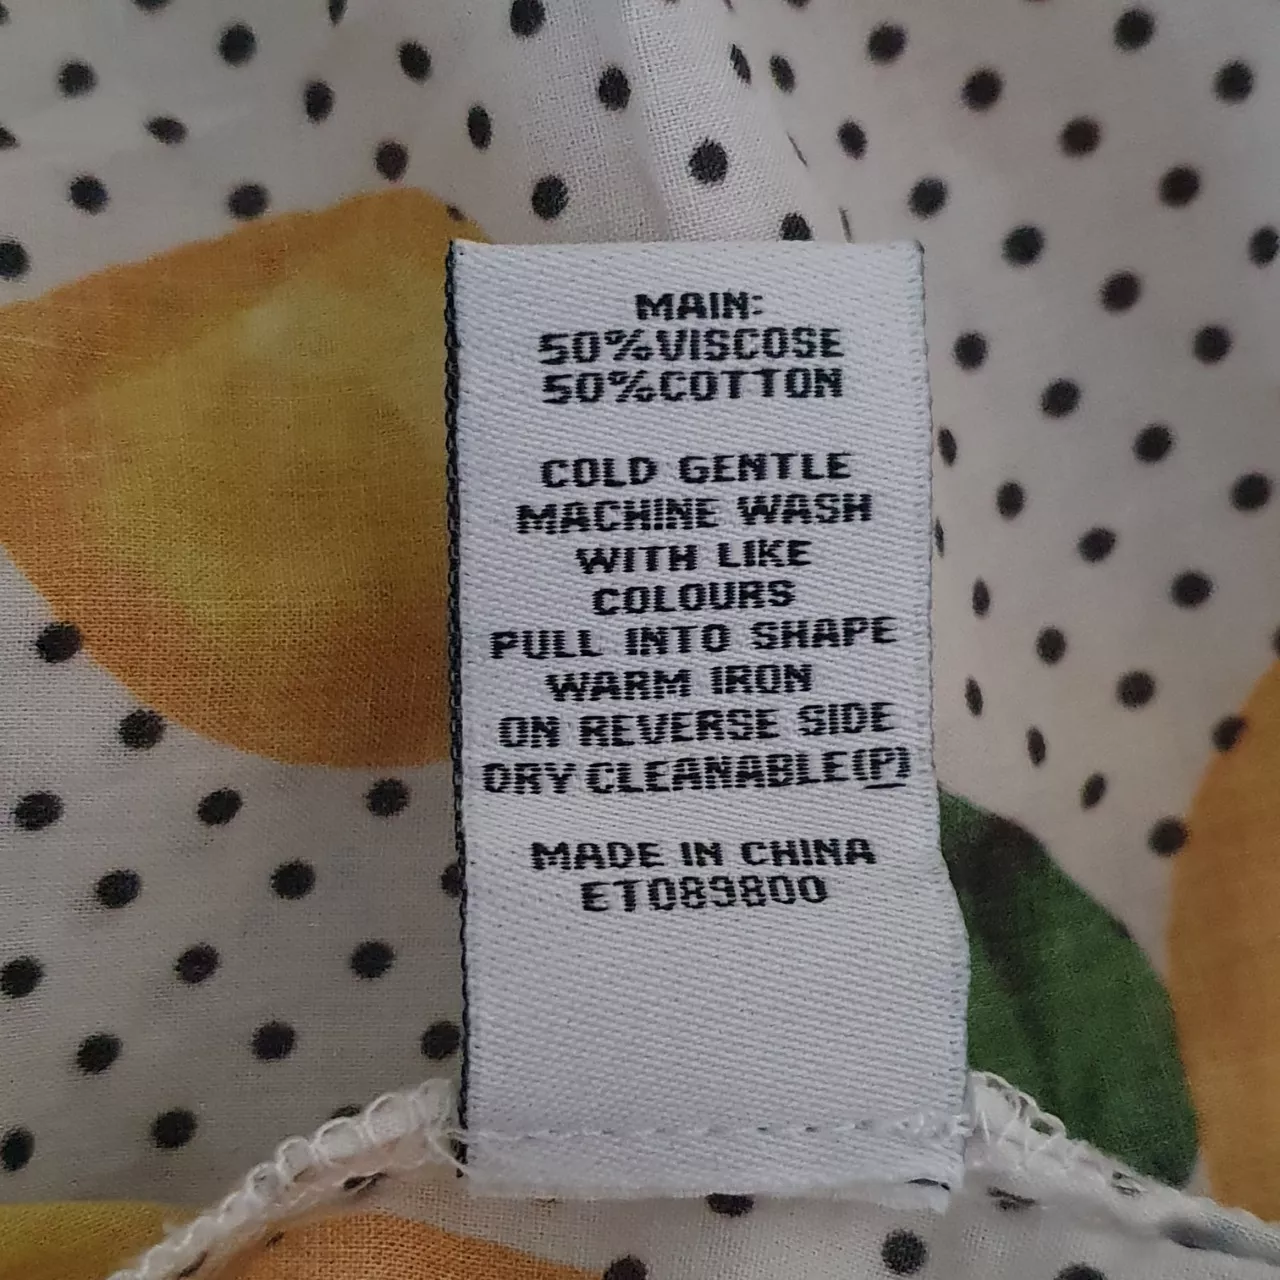 MAIN:
50%VISCOSE
50%COTTON
COLD GENTLE
MACHINE WASH
WITH LIKE
COLOURS
PULL INTO SHAPE
WARM IRON
ON REVERSE SIDE
DRY CLEANABLE(P)
MADE IN CHINA
ET089800